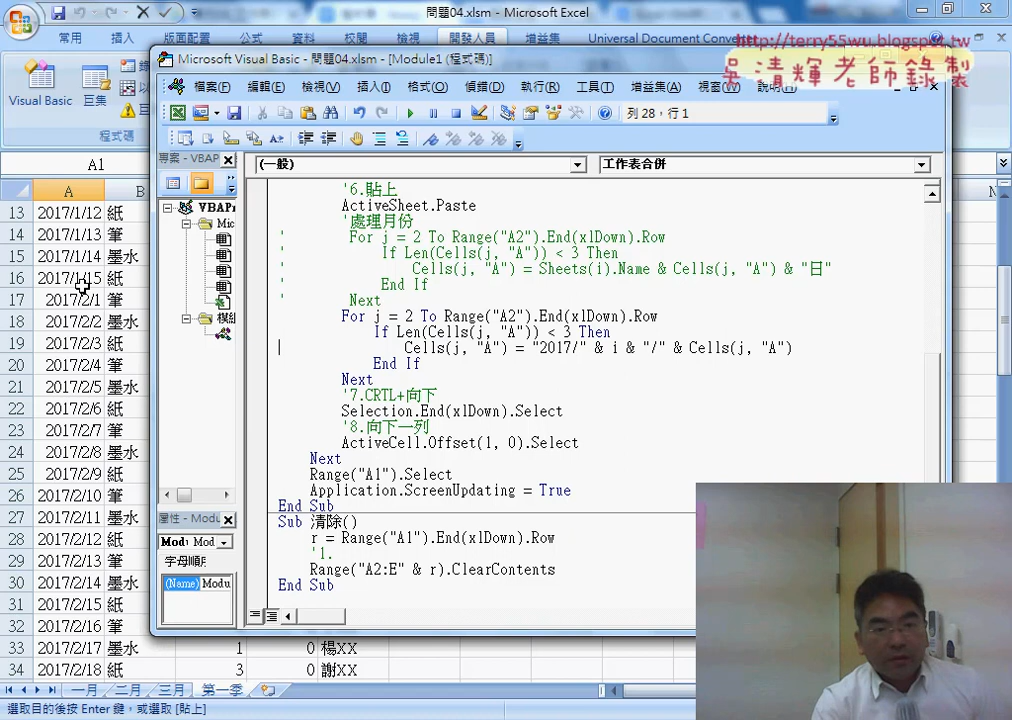 問題04.xlsm - Microsoft Excel
常用 插入 版面配置 公式 資料 校閱 檢視 開發人員 增益集 Universal Document Conve
http://terry55wu.blogspot.tw
吳清輝老師錄製
Visual Basic 巨集 錄 以
程式碼
A1
A B N
Microsoft Visual Basic - 問題04.xlsm - [Module1 (程式碼)]
檔案(F) 編輯(E) 檢視(V) 插入(I) 格式(O) 偵錯(D) 執行(R) 工具(T) 增益集(A) 視窗(W) 說明(H)
列 28，行 1
專案 - VBAP
(一般) 工作表合併
VBAPr
Mic
模組
屬性 - Modu
Modu Mod
字母順序
(Name) Modu
'6.貼上
ActiveSheet.Paste
'處理月份
' For j = 2 To Range("A2").End(xlDown).Row
' If Len(Cells(j, "A")) < 3 Then
' Cells(j, "A") = Sheets(i).Name & Cells(j, "A") & "日"
' End If
' Next
For j = 2 To Range("A2").End(xlDown).Row
If Len(Cells(j, "A")) < 3 Then
Cells(j, "A") = "2017/" & i & "/" & Cells(j, "A")
End If
Next
'7.CRTL+向下
Selection.End(xlDown).Select
'8.向下一列
ActiveCell.Offset(1, 0).Select
Next
Range("A1").Select
Application.ScreenUpdating = True
End Sub
Sub 清除()
r = Range("A1").End(xlDown).Row
'1.
Range("A2:E" & r).ClearContents
End Sub
13 2017/1/12 紙
14 2017/1/13 筆
15 2017/1/14 墨水
16 2017/1/15 紙
17 2017/2/1 筆
18 2017/2/2 墨水
19 2017/2/3 紙
20 2017/2/4 筆
21 2017/2/5 墨水
22 2017/2/6 紙
23 2017/2/7 筆
24 2017/2/8 墨水
25 2017/2/9 紙
26 2017/2/10 筆
27 2017/2/11 墨水
28 2017/2/12 紙
29 2017/2/13 筆
30 2017/2/14 墨水
31 2017/2/15 紙
32 2017/2/16 筆
33 2017/2/17 墨水 1 0 楊XX
34 2017/2/18 紙 3 0 謝XX
一月 二月 三月 第一季
選取目的後按 Enter 鍵，或選取 [貼上]